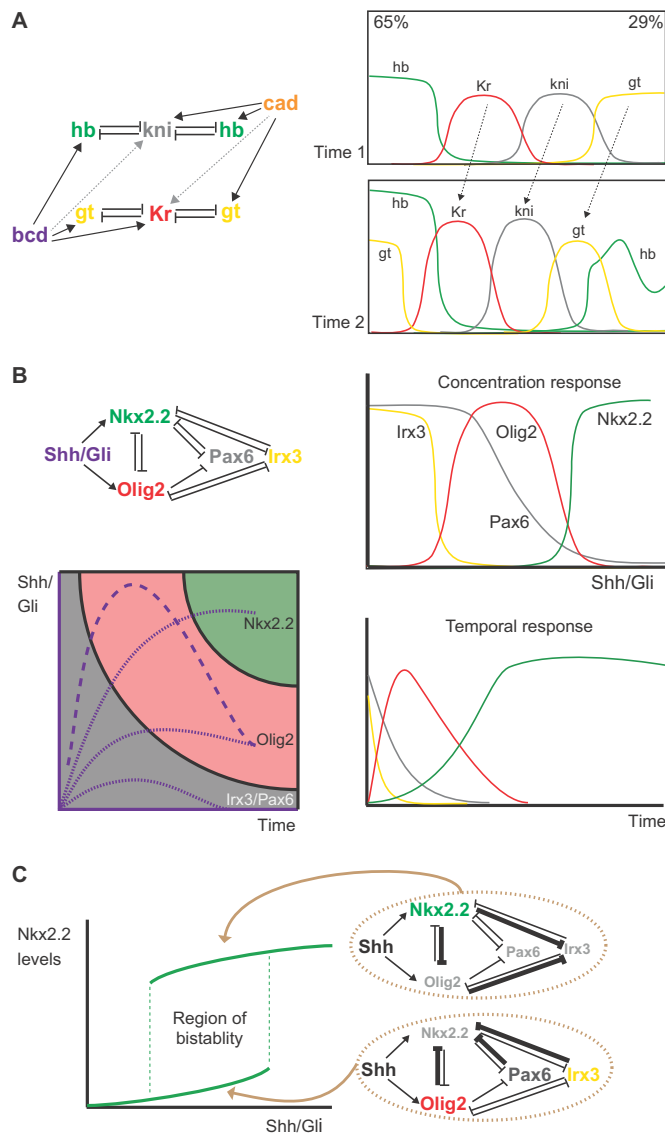 A
65%
29%
hb
Kr
kni
gt
Time 1
cad
hb
kni
hb
gt
Kr
gt
bcd
hb
Kr
kni
gt
gt
hb
Time 2
B
Nkx2.2
Shh/Gli
Pax6
Irx3
Olig2
Concentration response
Irx3
Olig2
Nkx2.2
Pax6
Shh/Gli
Shh/
Gli
Nkx2.2
Olig2
Irx3/Pax6
Time
Temporal response
Time
C
Nkx2.2
levels
Region of
bistablity
Shh/Gli
Nkx2.2
Shh
Pax6
Irx3
Olig2
Nkx2.2
Shh
Pax6
Irx3
Olig2